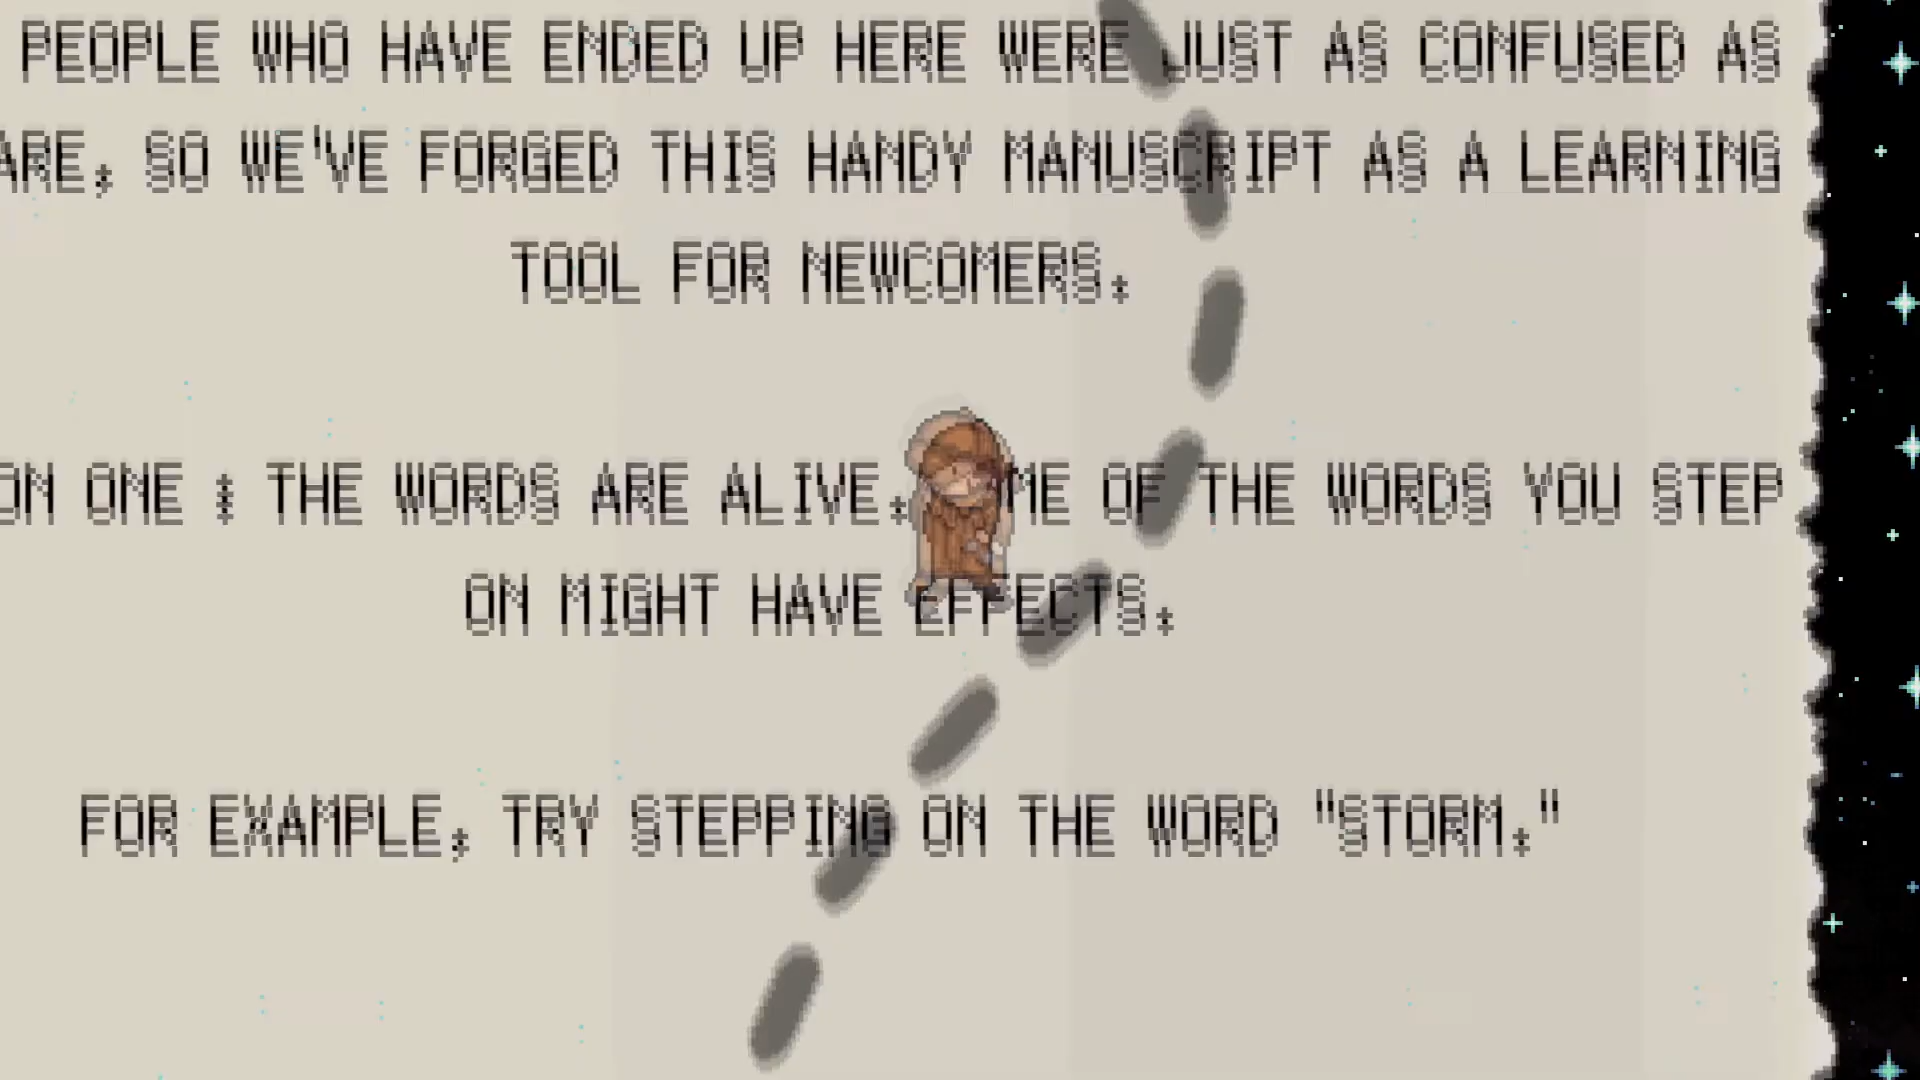 PEOPLE WHO HAVE ENDED UP HERE WERE JUST AS CONFUSED AS
ARE, SO WE'VE FORGED THIS HANDY MANUSCRIPT AS A LEARNING
TOOL FOR NEWCOMERS.
ON ONE : THE WORDS ARE ALIVE. ME OF THE WORDS YOU STEP
ON MIGHT HAVE EFFECTS.
FOR EXAMPLE, TRY STEPPING ON THE WORD "STORM."